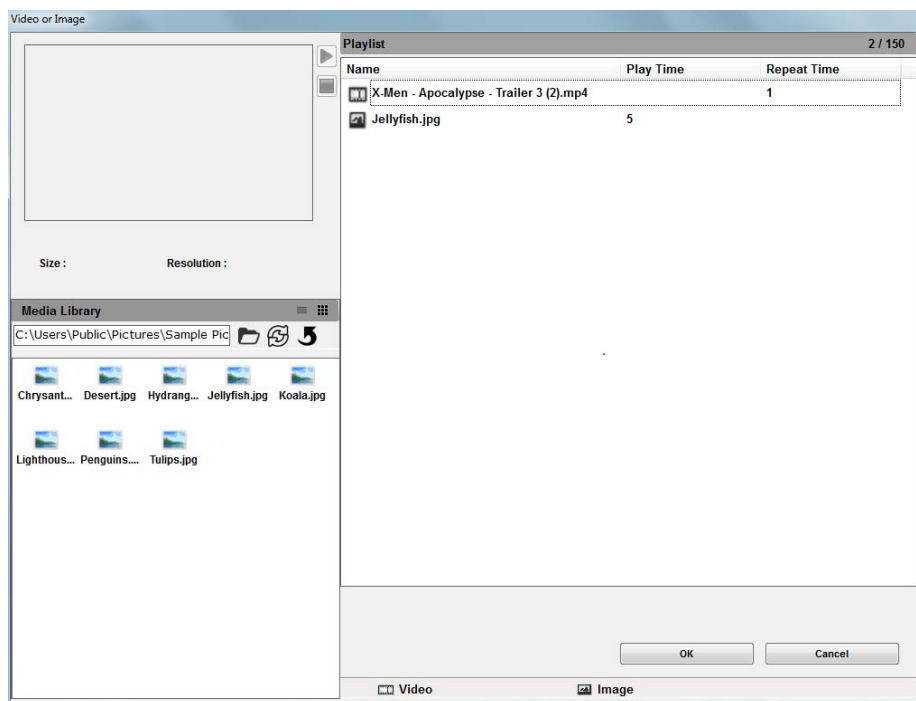 Video or Image
Size :
Resolution :
Media Library
C:\Users\Public\Pictures\Sample Pic
Chrysant... Desert.jpg Hydrang... Jellyfish.jpg Koala.jpg
Lighthous... Penguins.... Tulips.jpg
Playlist 2 / 150
Name Play Time Repeat Time
X-Men - Apocalypse - Trailer 3 (2).mp4 1
Jellyfish.jpg 5
OK Cancel
Video Image